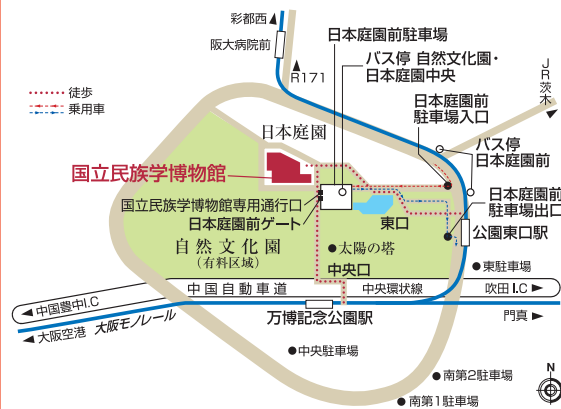 彩都西▲
阪大病院前
▲R171
日本庭園前駐車場
バス停 自然文化園・
日本庭園中央
JR茨木
徒歩
乗用車
日本庭園前
駐車場入口
日本庭園
バス停
日本庭園前
国立民族学博物館
国立民族学博物館専用通行口
日本庭園前ゲート
日本庭園前
駐車場出口
東口
公園東口駅
自然文化園
(有料区域)
●太陽の塔
中央口
●東駐車場
中国自動車道
中央環状線
吹田I.C
◀中国豊中I.C
◀大阪空港
大阪モノレール
万博記念公園駅
門真▶
●中央駐車場
●南第2駐車場
●南第1駐車場
N